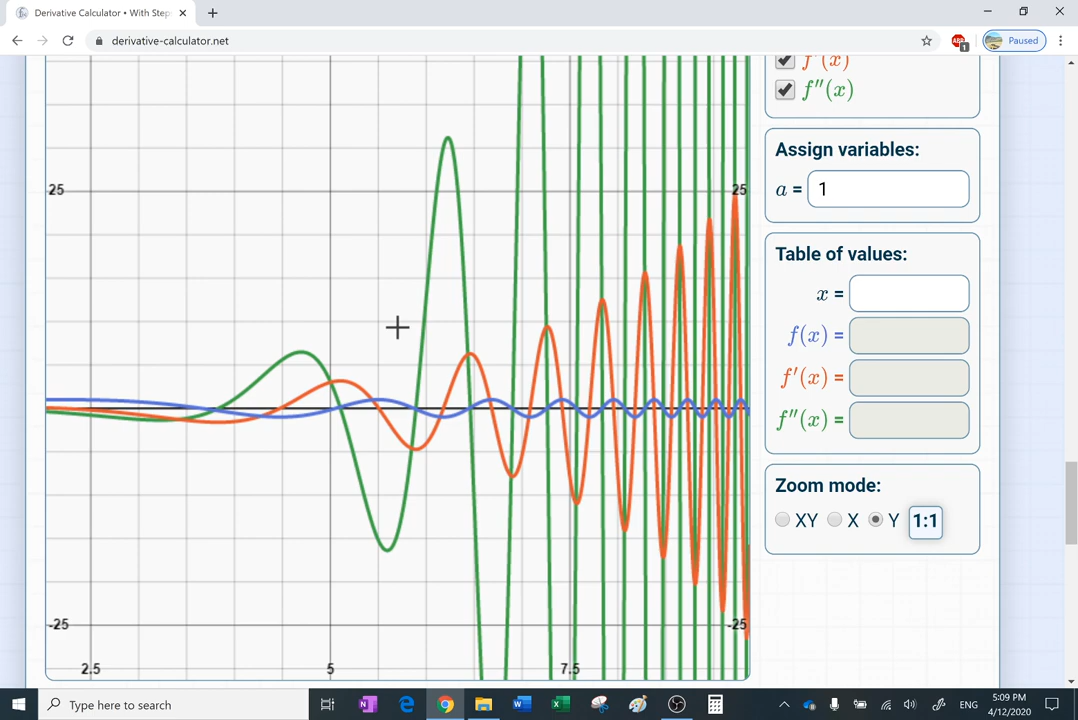 Derivative Calculator • With Step
derivative-calculator.net
Paused
1
f'(x)
f''(x)
Assign variables:
a = 1
Table of values:
x =
f(x) =
f'(x) =
f''(x) =
Zoom mode:
XY X Y 1:1
25 25
-25 -25
2.5 5 7.5
Type here to search
ENG
5:09 PM
4/12/2020